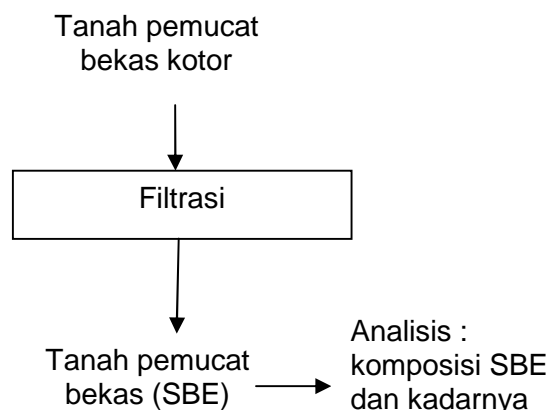 Tanah pemucat
bekas kotor
Filtrasi
Tanah pemucat
bekas (SBE)
Analisis :
komposisi SBE
dan kadarnya